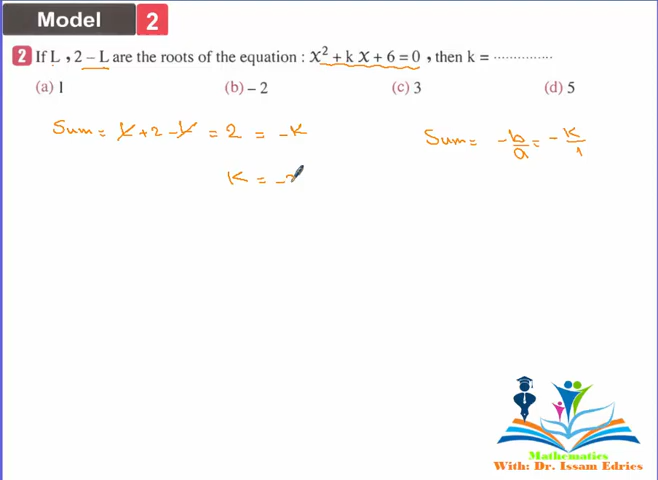 Model 2
2 If L , 2 – L are the roots of the equation : x² + k x + 6 = 0 , then k = ..............
(a) 1 (b) – 2 (c) 3 (d) 5
Sum = L + 2 - L = 2 = -K
Sum = -b/a = - K/1
K = -2
Mathematics
With: Dr. Issam Edries